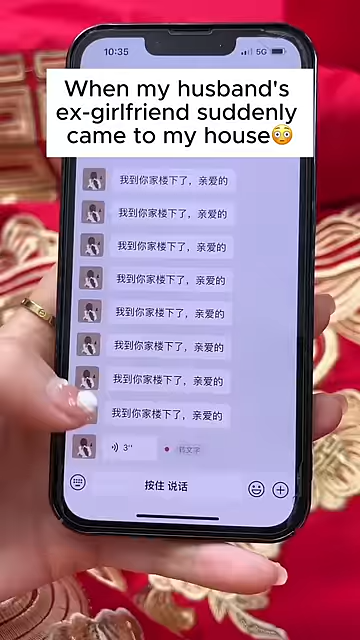 10:35
5G
When my husband's
ex-girlfriend suddenly
came to my house😳
我到你家楼下了，亲爱的
我到你家楼下了，亲爱的
我到你家楼下了，亲爱的
我到你家楼下了，亲爱的
我到你家楼下了，亲爱的
我到你家楼下了，亲爱的
我到你家楼下了，亲爱的
我到你家楼下了，亲爱的
3"
转文字
按住 说话